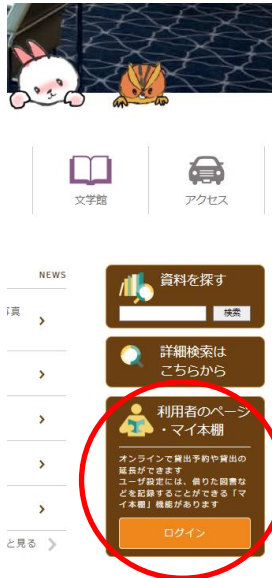 文学館
アクセス
NEWS
写真
と見る
資料を探す
検索
詳細検索は
こちらから
利用者のページ
・マイ本棚
オンラインで貸出予約や貸出の
延長ができます
ユーザ設定には、借りた図書な
どを記録することができる「マ
イ本棚」機能があります
ログイン